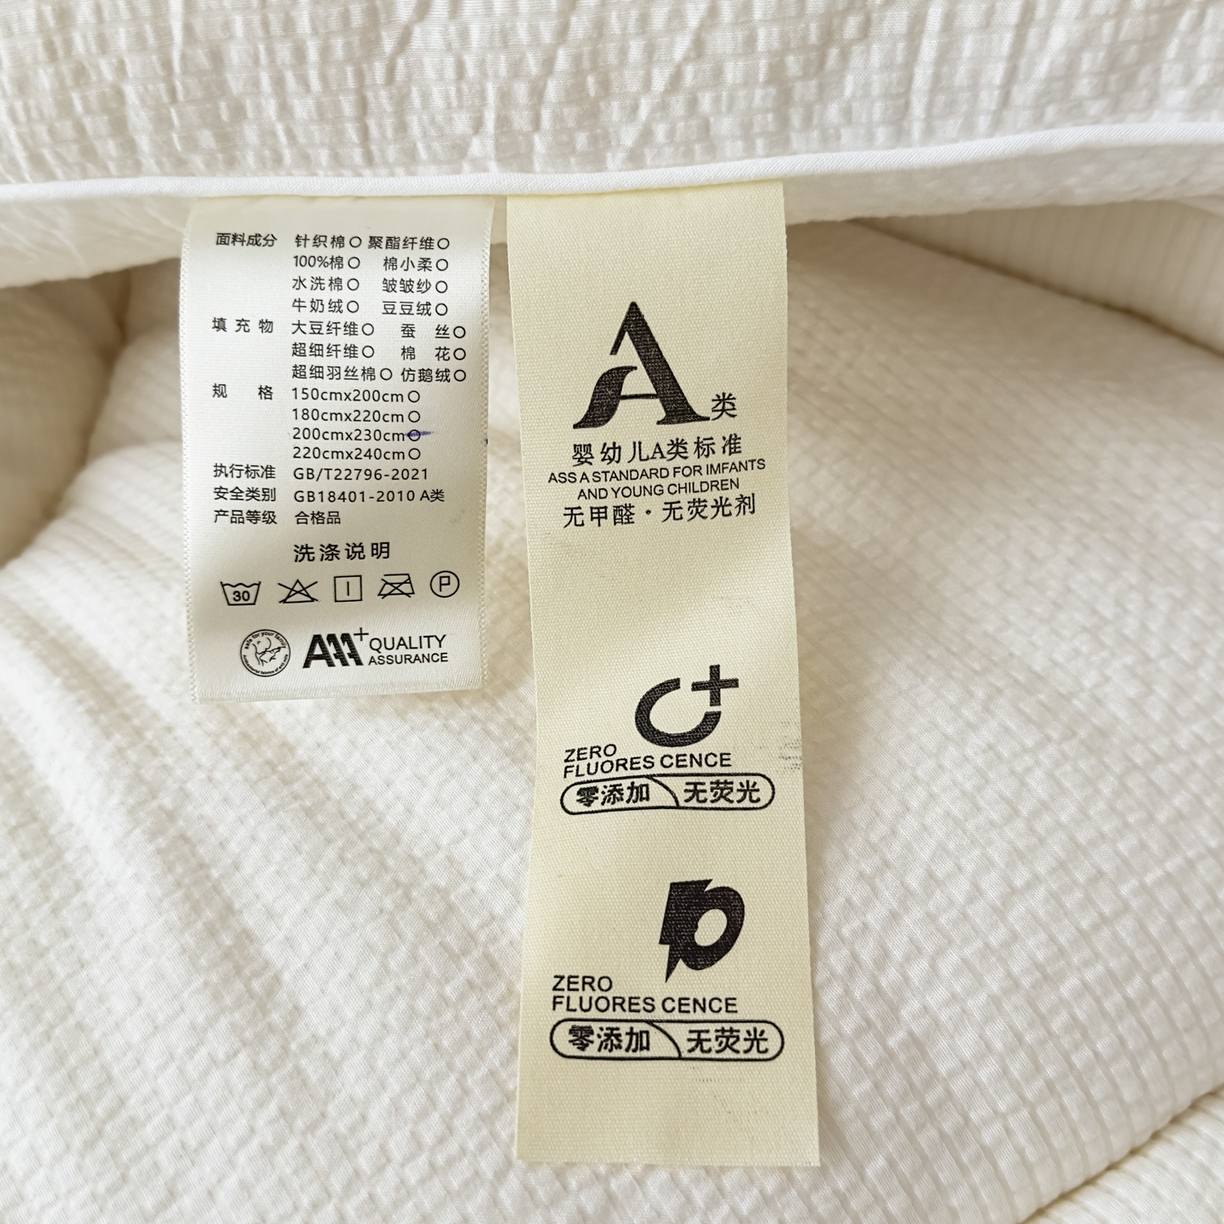 面料成分 针织棉○ 聚酯纤维○
100%棉○ 棉小柔○
水洗棉○ 皱皱纱○
牛奶绒○ 豆豆绒○
填充物 大豆纤维○ 蚕丝○
超细纤维○ 棉花○
超细羽丝棉○ 仿鹅绒○
规格 150cmx200cm○
180cmx220cm○
200cmx230cm○
220cmx240cm○
执行标准 GB/T22796-2021
安全类别 GB18401-2010 A类
产品等级 合格品
洗涤说明
30
P
safe for your family
AAA+ QUALITY
ASSURANCE
A类
婴幼儿A类标准
ASS A STANDARD FOR IMFANTS
AND YOUNG CHILDREN
无甲醛·无荧光剂
ZERO
FLUORES CENCE
零添加 无荧光
ZERO
FLUORES CENCE
零添加 无荧光